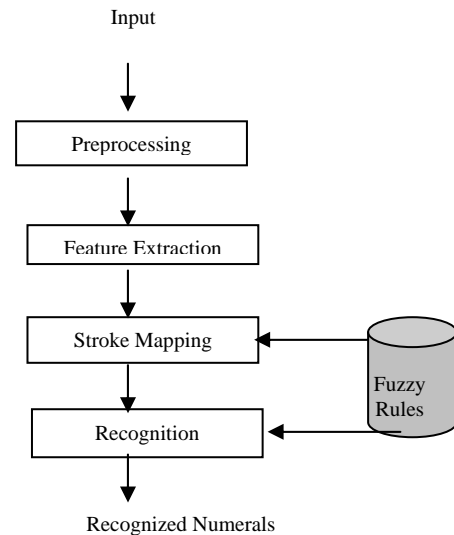 Input
Preprocessing
Feature Extraction
Stroke Mapping
Fuzzy
Rules
Recognition
Recognized Numerals